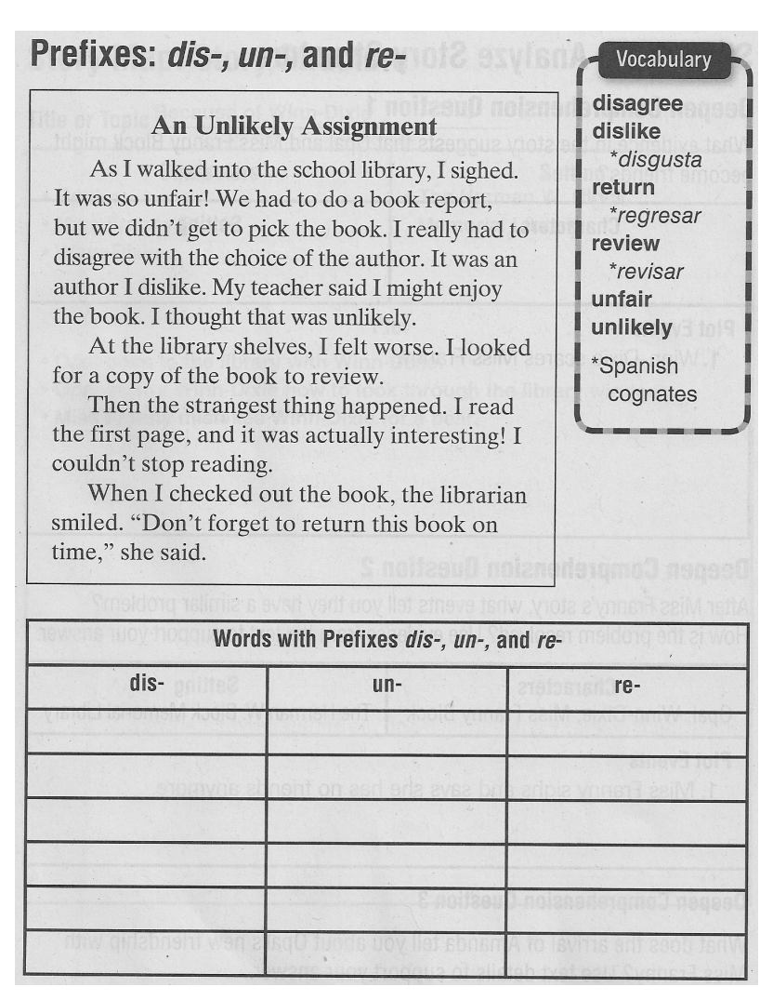 Prefixes: dis-, un-, and re-
An Unlikely Assignment
As I walked into the school library, I sighed.
It was so unfair! We had to do a book report,
but we didn't get to pick the book. I really had to
disagree with the choice of the author. It was an
author I dislike. My teacher said I might enjoy
the book. I thought that was unlikely.
At the library shelves, I felt worse. I looked
for a copy of the book to review.
Then the strangest thing happened. I read
the first page, and it was actually interesting! I
couldn't stop reading.
When I checked out the book, the librarian
smiled. “Don't forget to return this book on
time,” she said.
Vocabulary
disagree
dislike
*disgusta
return
*regresar
review
*revisar
unfair
unlikely
*Spanish
cognates
Words with Prefixes dis-, un-, and re-
dis- un- re-